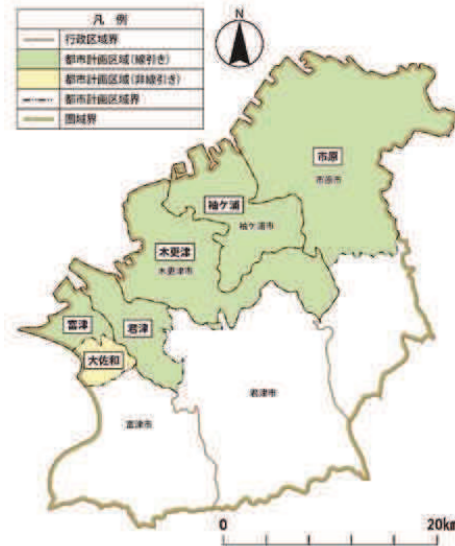 凡 例
行政区域界
都市計画区域(線引き)
都市計画区域(非線引き)
都市計画区域界
圏域界
N
市原
市原市
袖ケ浦
袖ケ浦市
木更津
木更津市
富津
君津
大佐和
君津市
富津市
0
20km